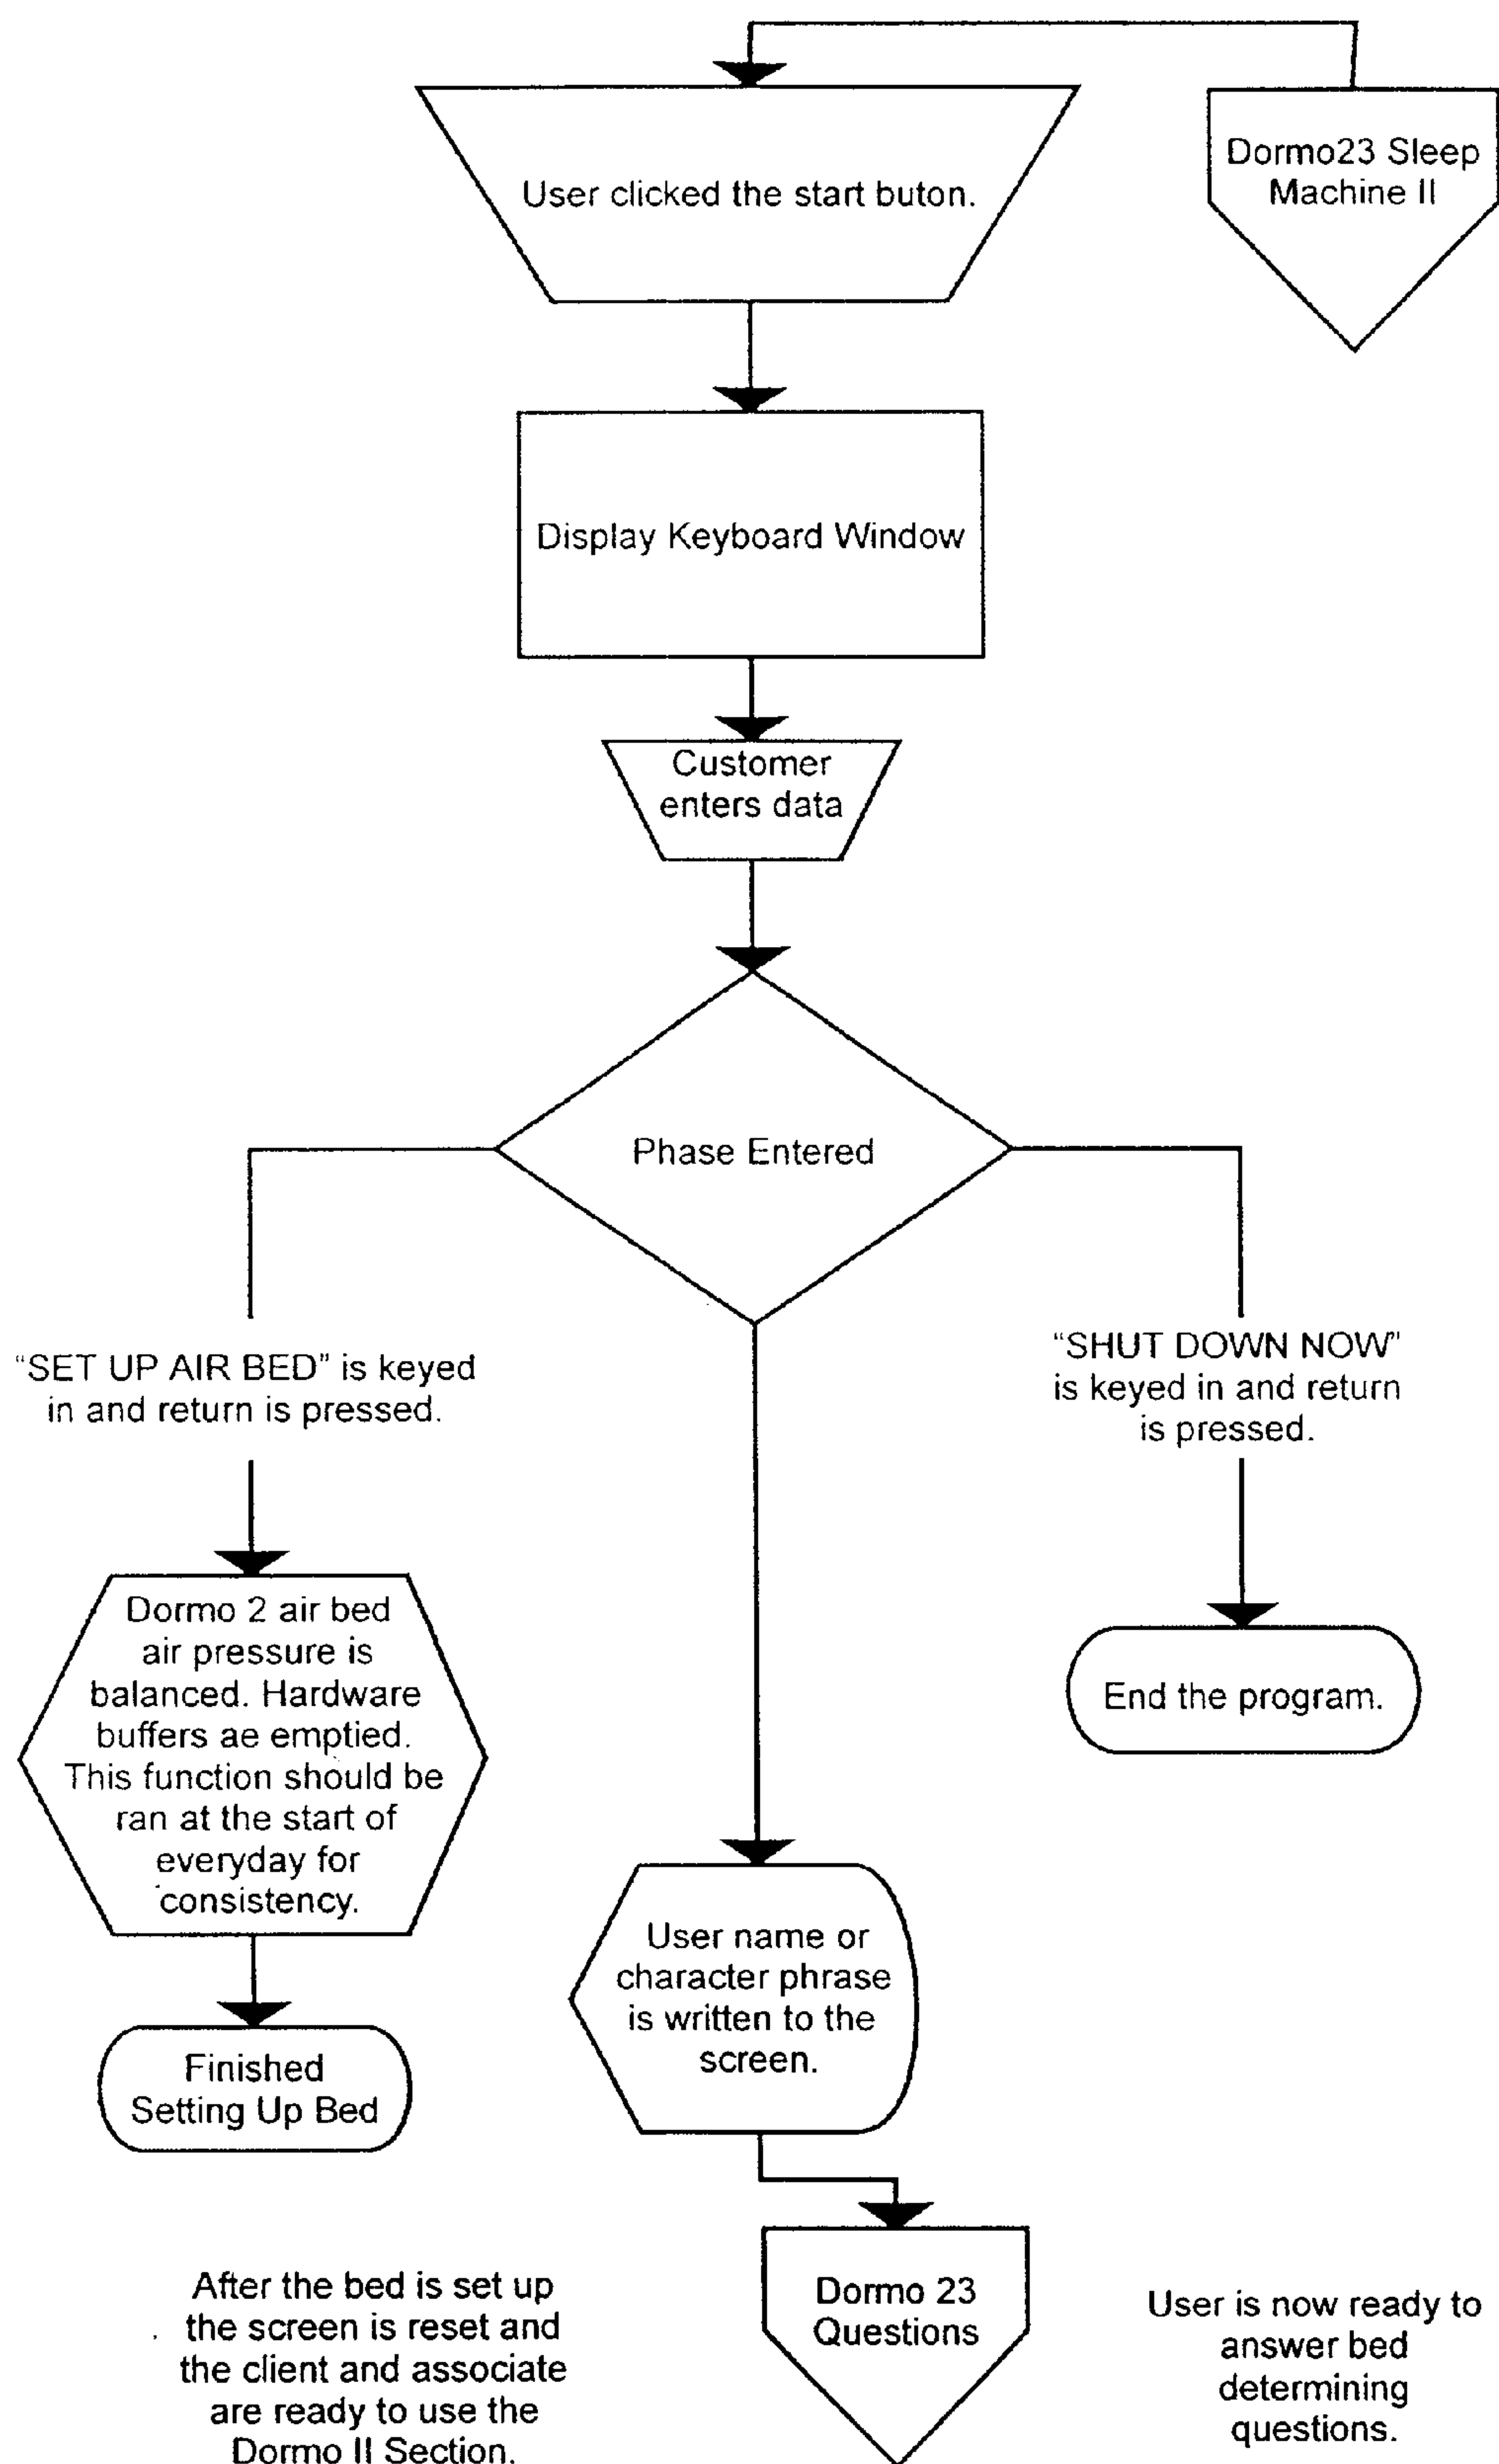 User clicked the start buton.
Dormo23 Sleep
Machine II
Display Keyboard Window
Customer
enters data
Phase Entered
“SET UP AIR BED” is keyed
in and return is pressed.
“SHUT DOWN NOW”
is keyed in and return
is pressed.
Dormo 2 air bed
air pressure is
balanced. Hardware
buffers ae emptied.
This function should be
ran at the start of
everyday for
consistency.
End the program.
User name or
character phrase
is written to the
screen.
Finished
Setting Up Bed
After the bed is set up
the screen is reset and
the client and associate
are ready to use the
Dormo II Section.
Dormo 23
Questions
User is now ready to
answer bed
determining
questions.